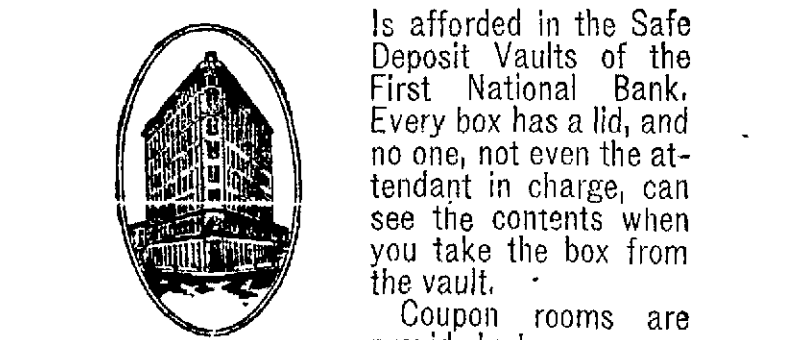 Is afforded in the Safe
Deposit Vaults of the
First National Bank.
Every box has a lid, and
no one, not even the at-
tendant in charge, can
see the contents when
you take the box from
the vault.
Coupon rooms are